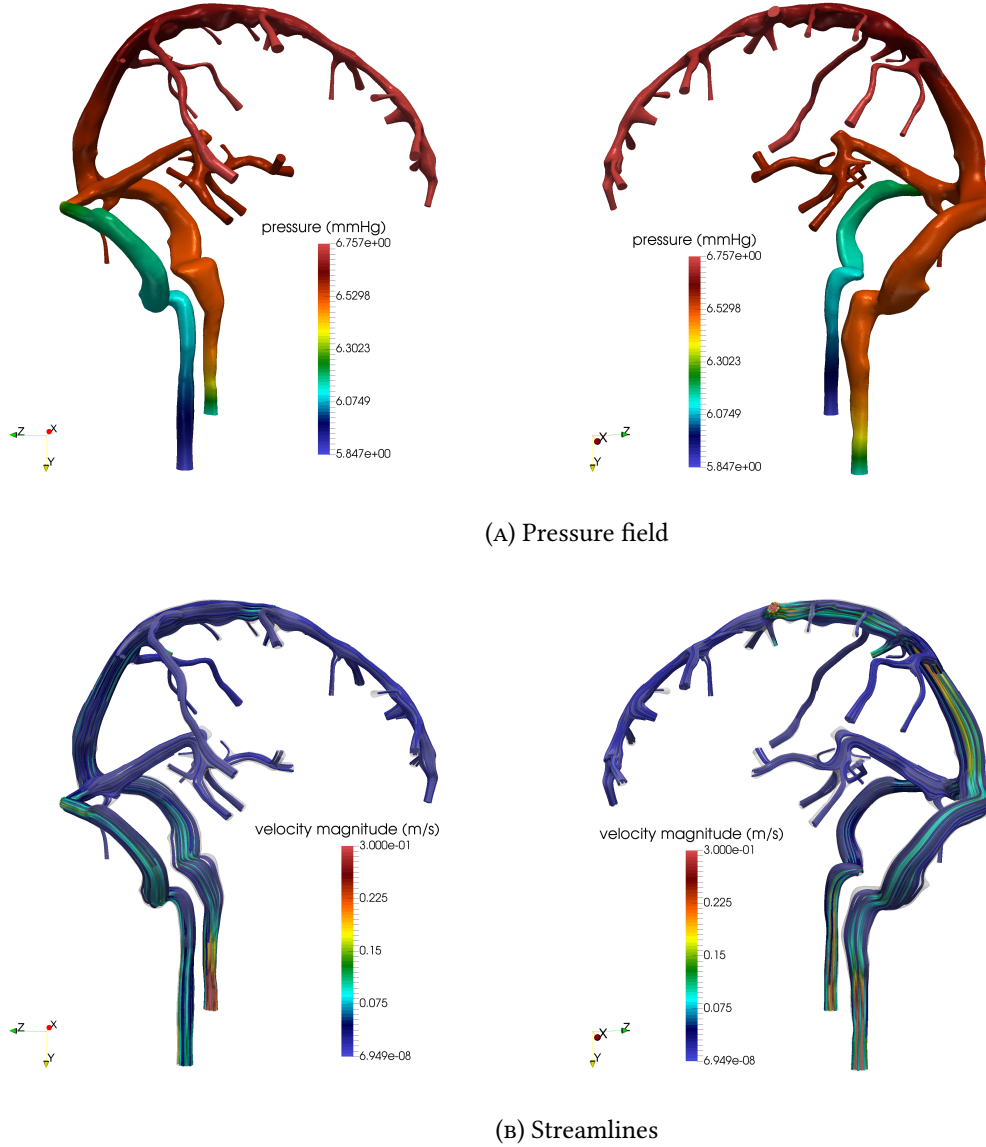 pressure (mmHg)
6.757e+00
6.5298
6.3023
6.0749
5.847e+00
Z
X
Y
pressure (mmHg)
6.757e+00
6.5298
6.3023
6.0749
5.847e+00
X
Z
Y
(A) Pressure field
velocity magnitude (m/s)
3.000e-01
0.225
0.15
0.075
6.949e-08
Z
X
Y
velocity magnitude (m/s)
3.000e-01
0.225
0.15
0.075
6.949e-08
X
Z
Y
(B) Streamlines